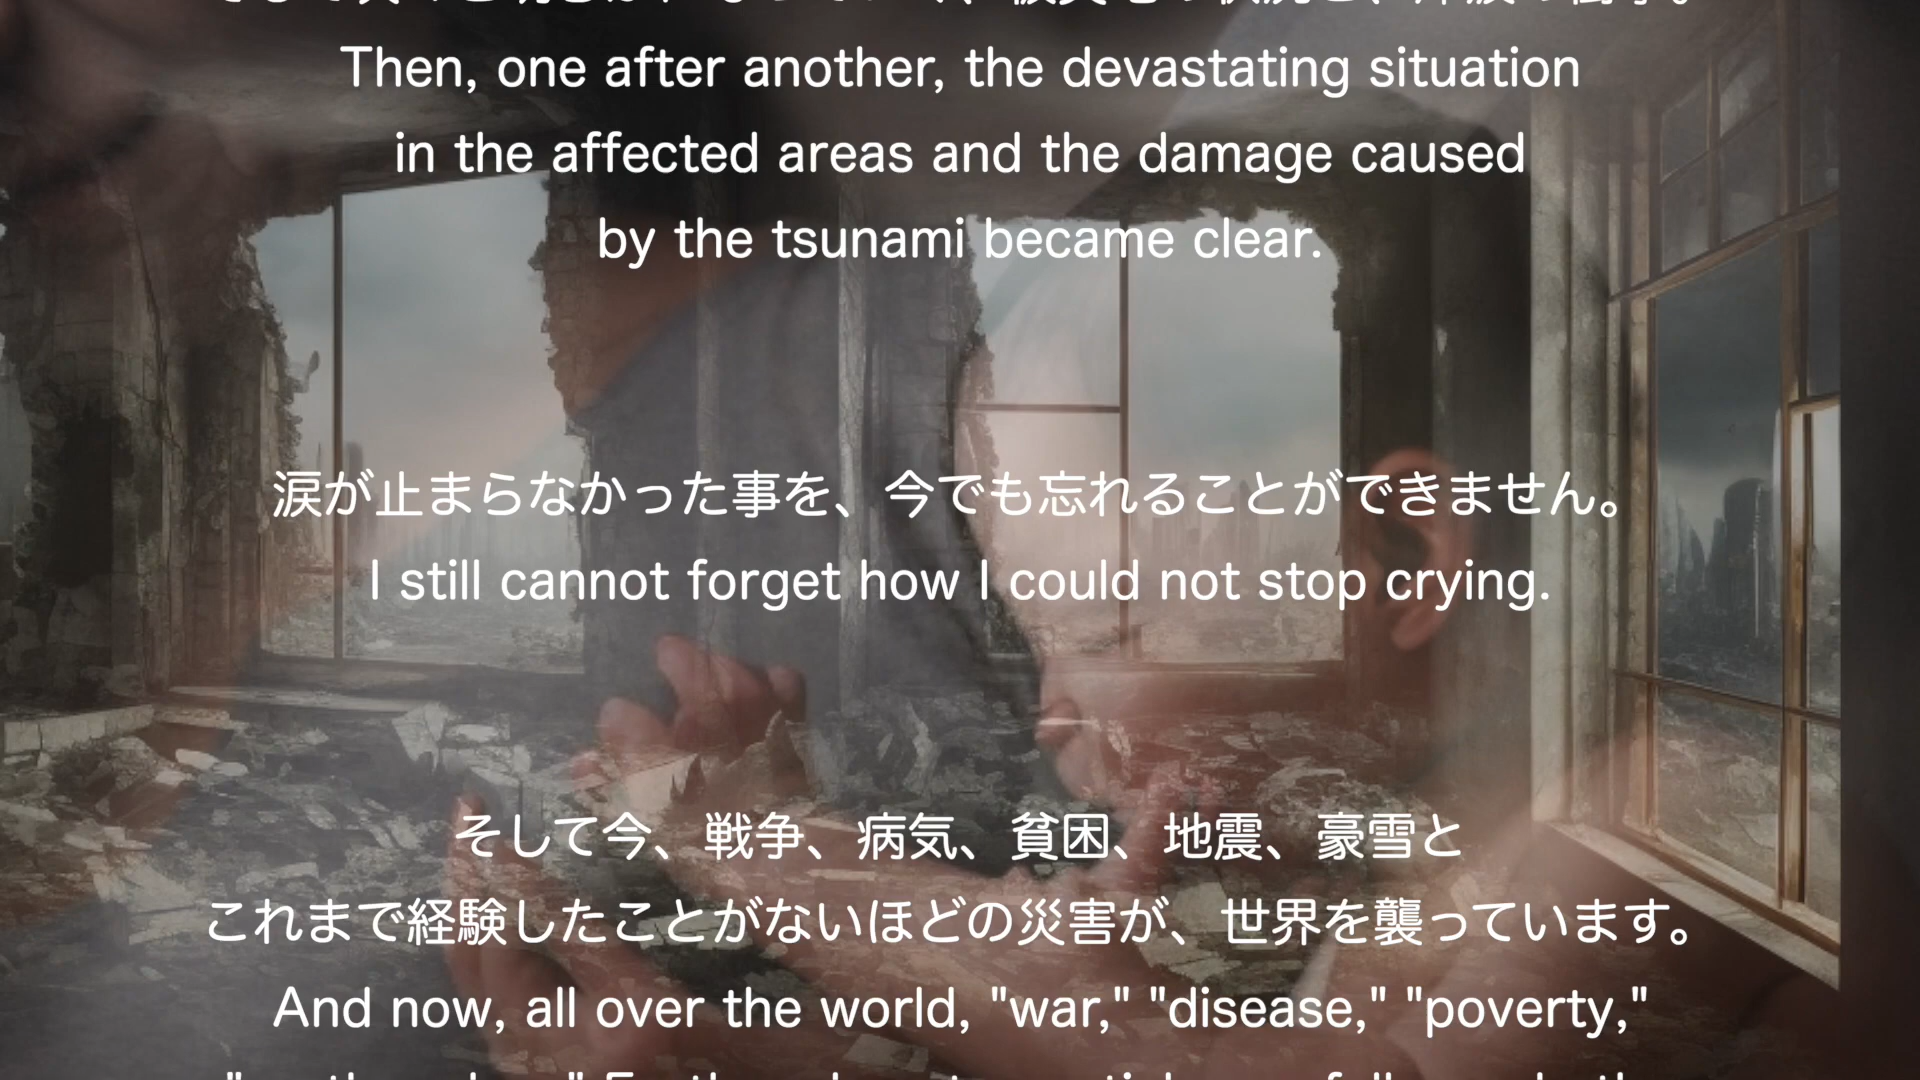 Then, one after another, the devastating situation
in the affected areas and the damage caused
by the tsunami became clear.
涙が止まらなかった事を、今でも忘れることができません。
I still cannot forget how I could not stop crying.
そして今、戦争、病気、貧困、地震、豪雪と
これまで経験したことがないほどの災害が、世界を襲っています。
And now, all over the world, "war," "disease," "poverty,"